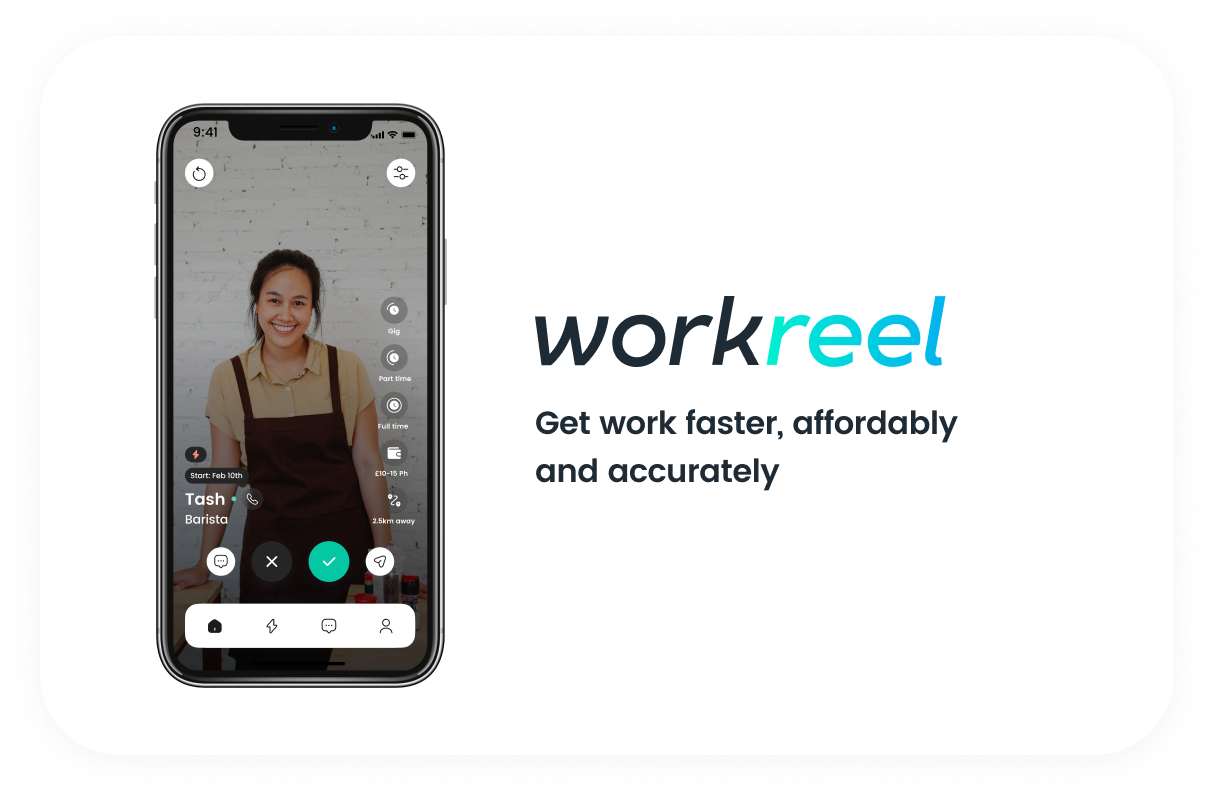 9:41
Gig
Part time
Full time
£10-15 Ph
Start: Feb 10th
Tash
Barista
2.5km away
workreel
Get work faster, affordably
and accurately